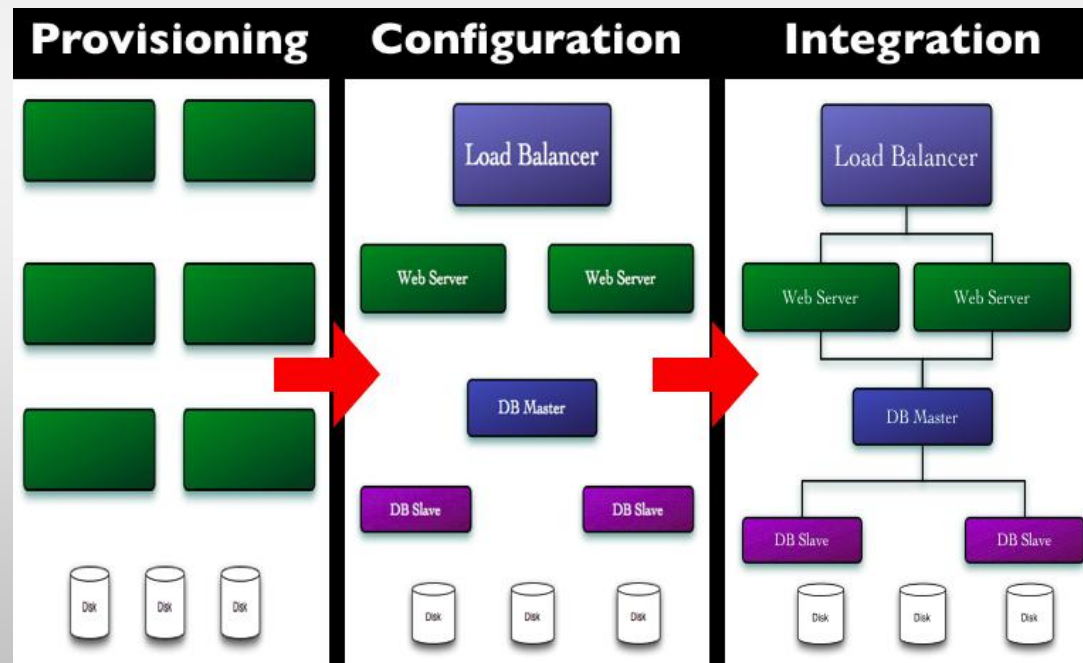 Provisioning
Configuration
Integration
Disk
Disk
Disk
Load Balancer
Web Server
Web Server
DB Master
DB Slave
DB Slave
Disk
Disk
Disk
Load Balancer
Web Server
Web Server
DB Master
DB Slave
DB Slave
Disk
Disk
Disk